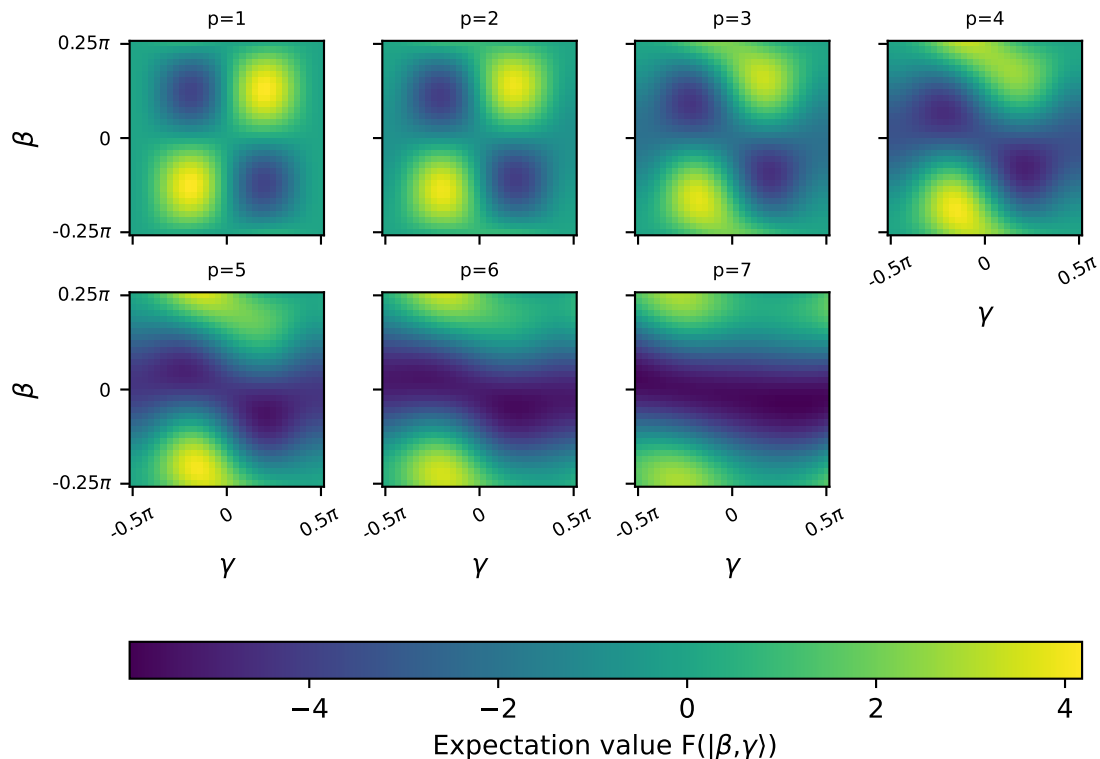 p=1
p=2
p=3
p=4
0.25π
0
-0.25π
β
-0.5π
0
0.5π
γ
p=5
p=6
p=7
0.25π
0
-0.25π
β
-0.5π
0
0.5π
γ
-0.5π
0
0.5π
γ
-0.5π
0
0.5π
γ
−4
−2
0
2
4
Expectation value F(|β,γ⟩)